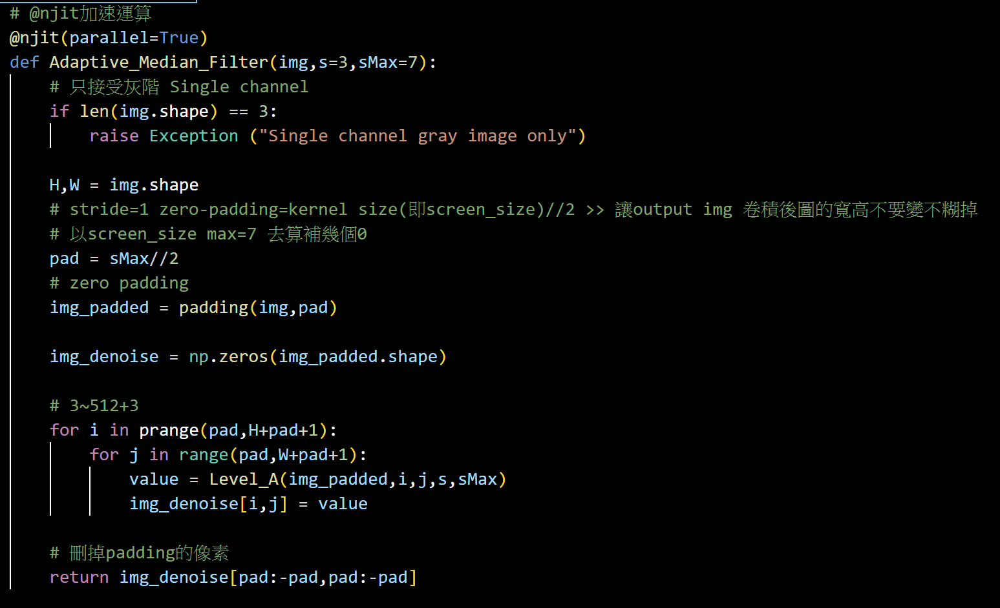 # @njit加速運算
@njit(parallel=True)
def Adaptive_Median_Filter(img,s=3,sMax=7):
    # 只接受灰階 Single channel
    if len(img.shape) == 3:
        raise Exception ("Single channel gray image only")

    H,W = img.shape
    # stride=1 zero-padding=kernel size(即screen_size)//2 >> 讓output img 卷積後圖的寬高不要變不糊掉
    # 以screen_size max=7 去算補幾個0
    pad = sMax//2
    # zero padding
    img_padded = padding(img,pad)

    img_denoise = np.zeros(img_padded.shape)

    # 3~512+3
    for i in prange(pad,H+pad+1):
        for j in range(pad,W+pad+1):
            value = Level_A(img_padded,i,j,s,sMax)
            img_denoise[i,j] = value

    # 刪掉padding的像素
    return img_denoise[pad:-pad,pad:-pad]